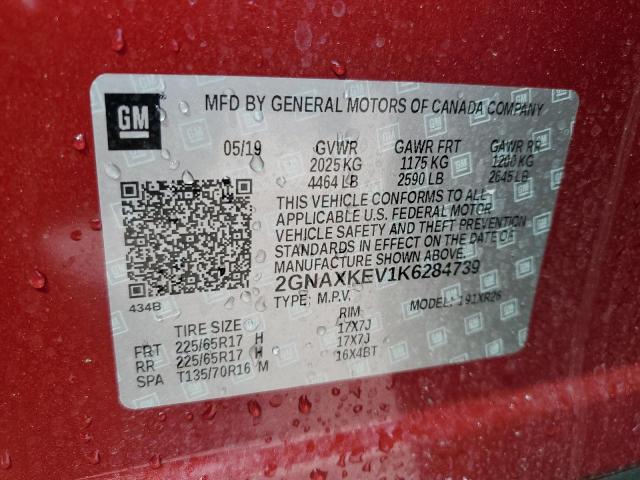 GM
MFD BY GENERAL MOTORS OF CANADA COMPANY
05/19 GVWR GAWR FRT GAWR RR
2025 KG 1175 KG 1200 KG
4464 LB 2590 LB 2645 LB
THIS VEHICLE CONFORMS TO ALL
APPLICABLE U.S. FEDERAL MOTOR
VEHICLE SAFETY AND THEFT PREVENTION
STANDARDS IN EFFECT ON THE DATE OF
MANUFACTURE SHOWN ABOVE.
2GNAXKEV1K6284739
434B TYPE: M.P.V. MODEL: 191XR26
TIRE SIZE RIM
FRT 225/65R17 H 17X7J
RR 225/65R17 H 17X7J
SPA T135/70R16 M 16X4BT